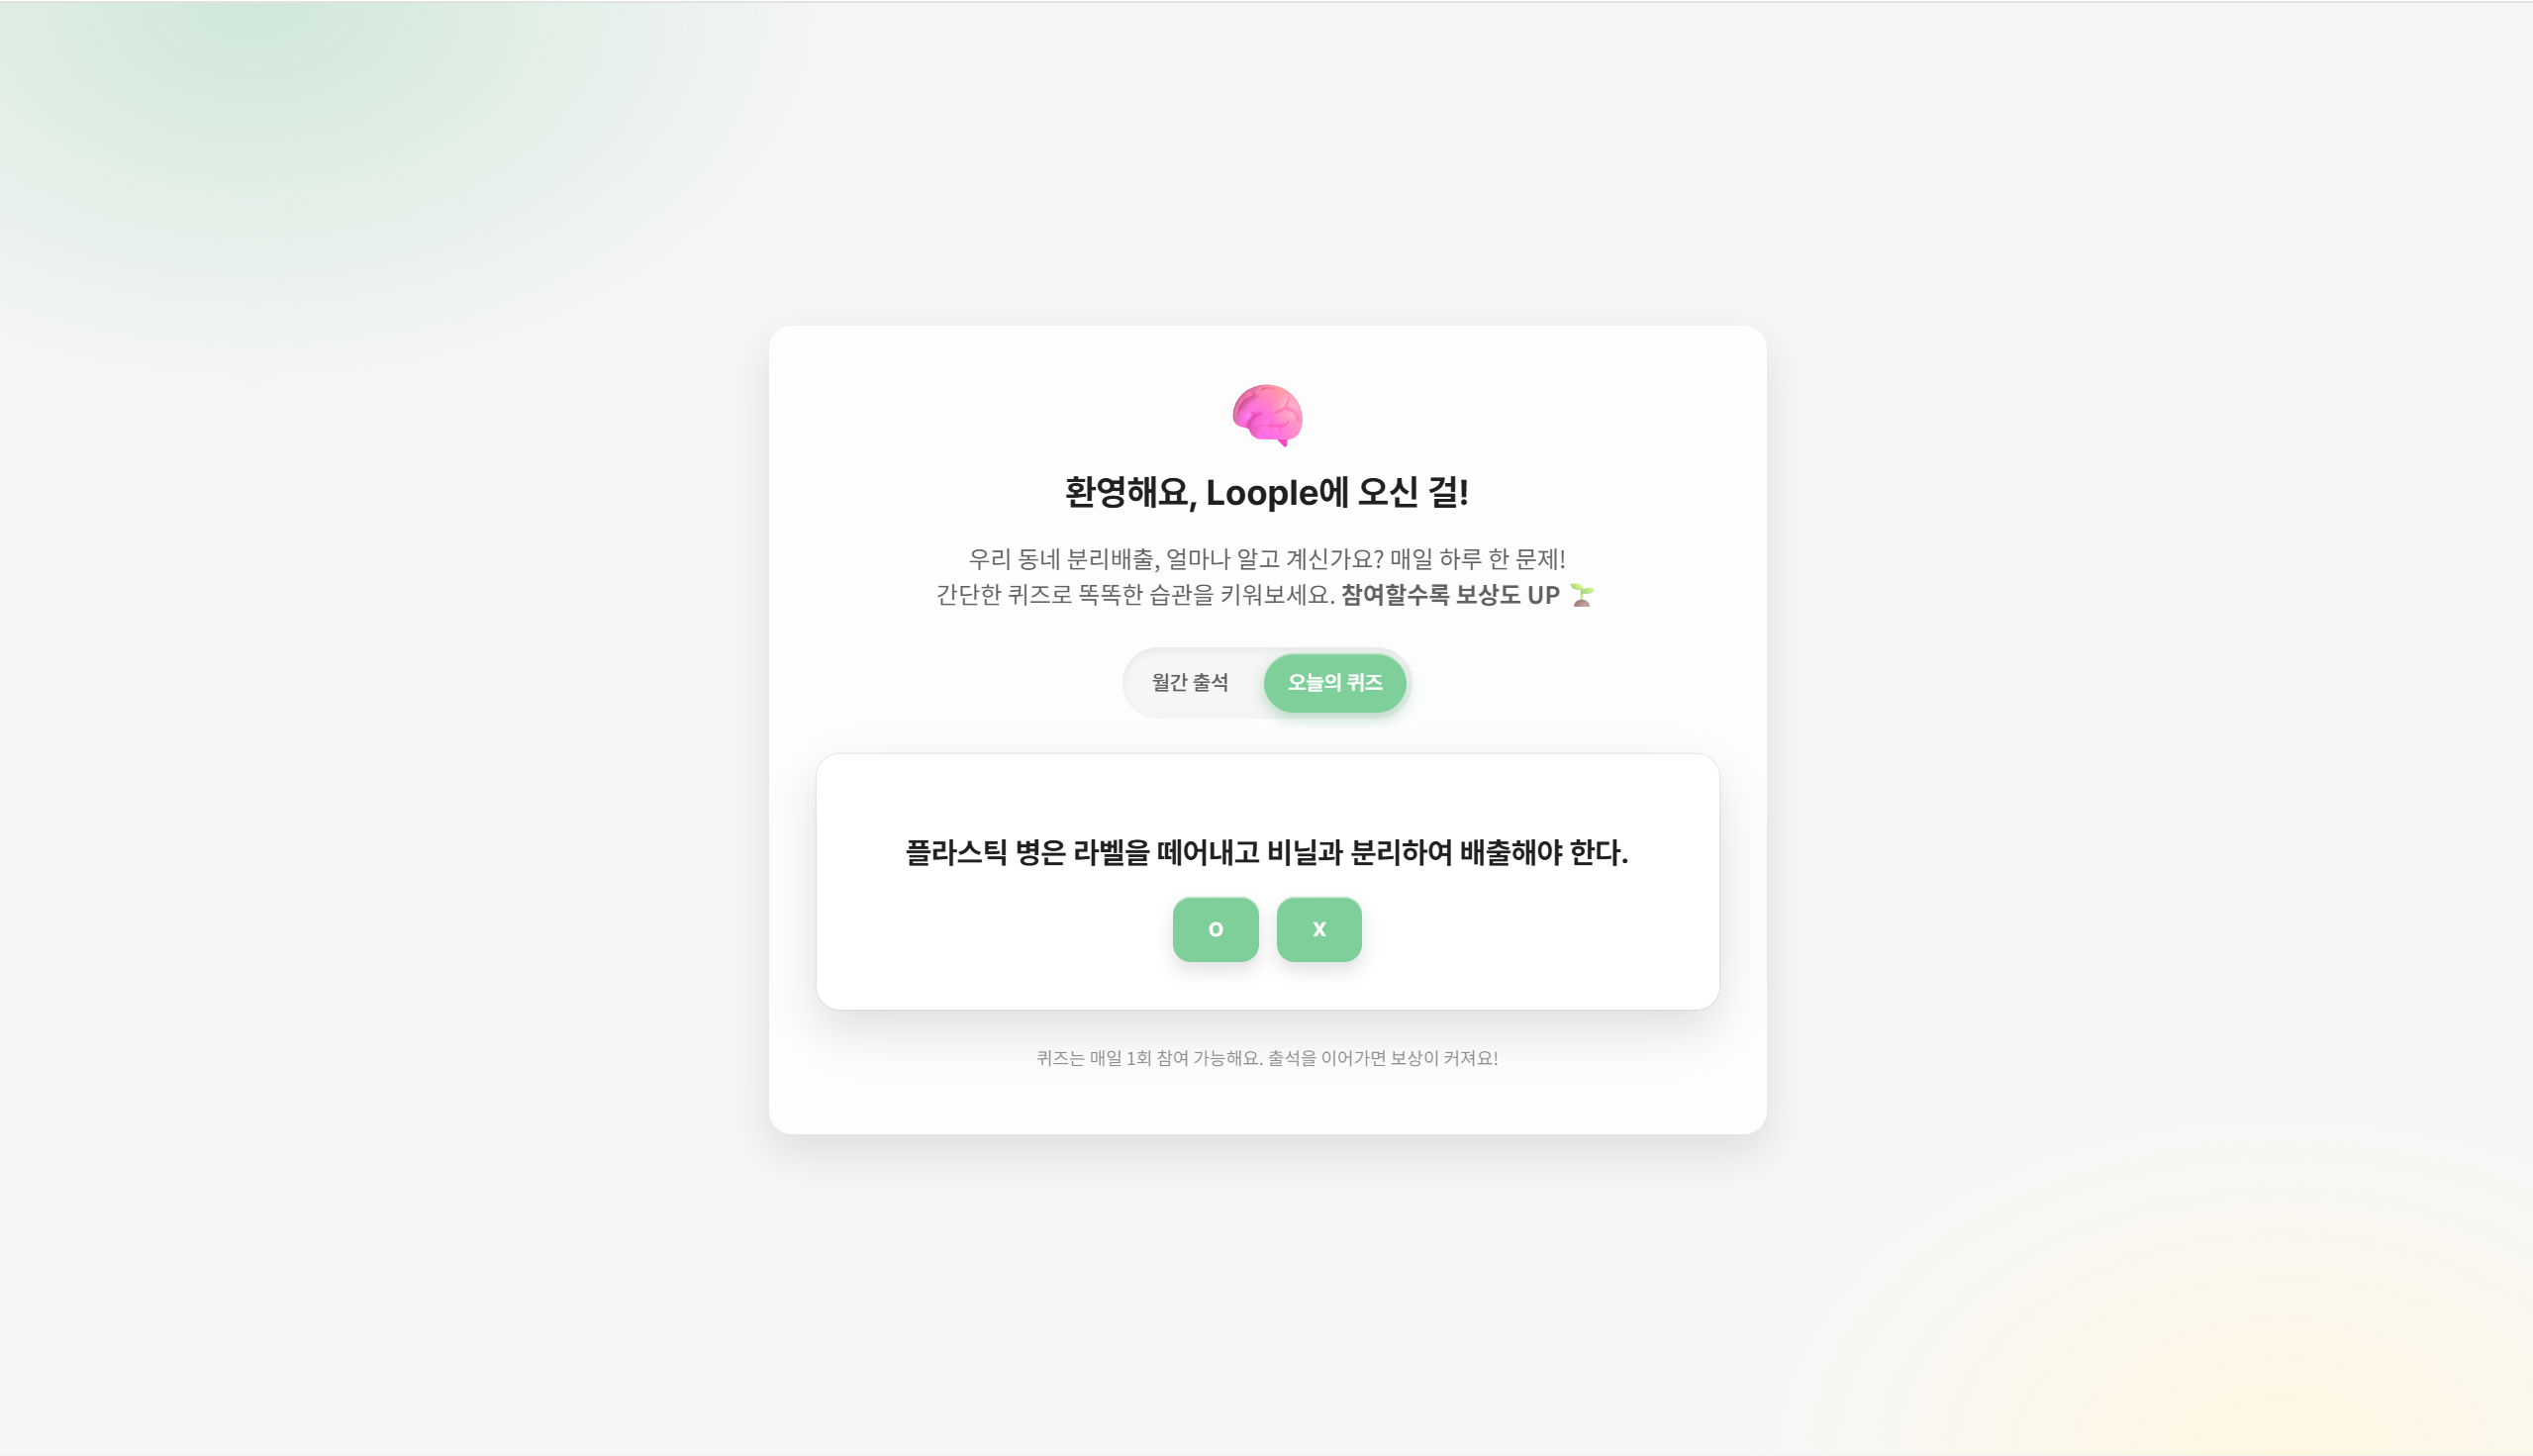 환영해요, Loople에 오신 걸!
우리 동네 분리배출, 얼마나 알고 계신가요? 매일 하루 한 문제!
간단한 퀴즈로 똑똑한 습관을 키워보세요. 참여할수록 보상도 UP 🌱
월간 출석
오늘의 퀴즈
플라스틱 병은 라벨을 떼어내고 비닐과 분리하여 배출해야 한다.
O
X
퀴즈는 매일 1회 참여 가능해요. 출석을 이어가면 보상이 커져요!